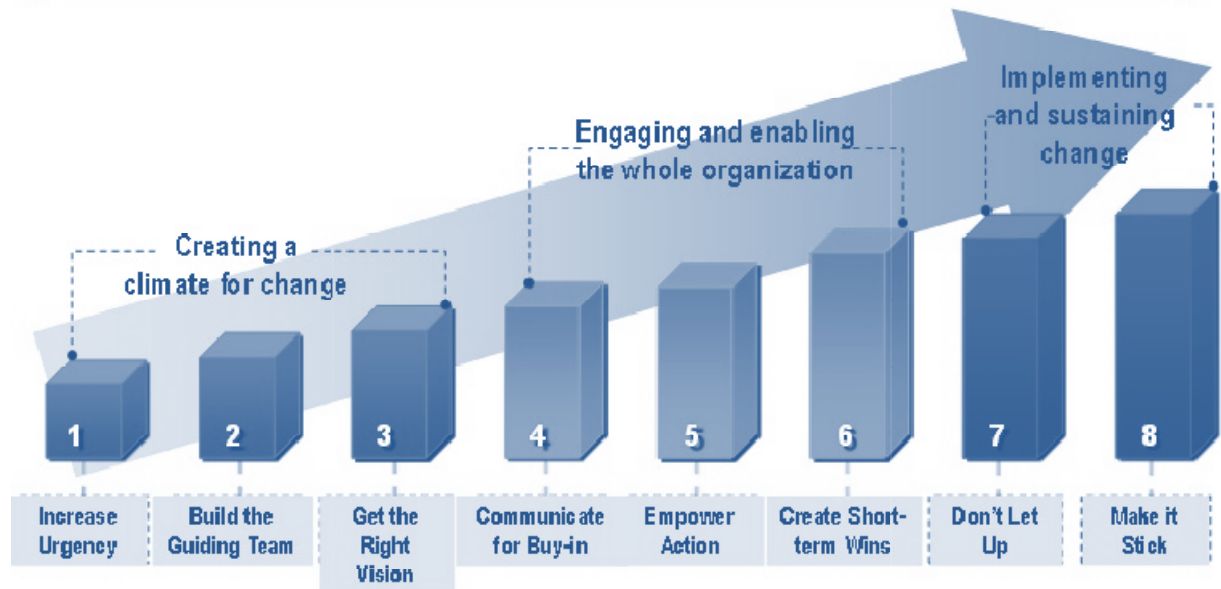 Implementing
and sustaining
change
Engaging and enabling
the whole organization
Creating a
climate for change
1
2
3
4
5
6
7
8
Increase
Urgency
Build the
Guiding Team
Get the
Right
Vision
Communicate
for Buy-in
Empower
Action
Create Short-
term Wins
Don't Let
Up
Make it
Stick